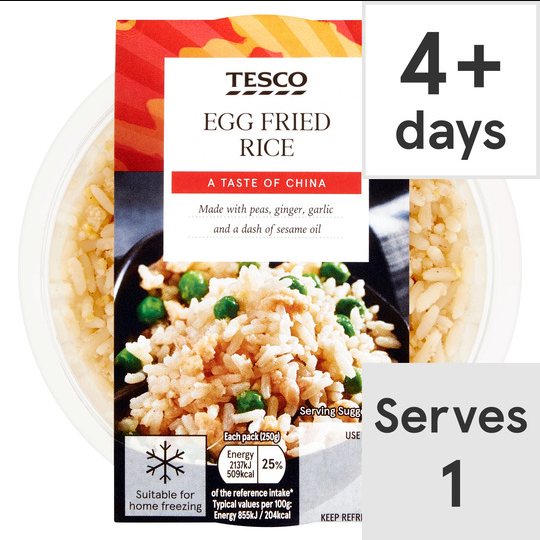 TESCO
EGG FRIED
RICE
A TASTE OF CHINA
Made with peas, ginger, garlic
and a dash of sesame oil
4+
days
Serving Sugg
Serves
1
Each pack (250g)
Energy
2137kJ
509kcal
25%
of the reference intake*
Typical values per 100g:
Energy 855kJ / 204kcal
Suitable for
home freezing
USE
KEEP REFRI